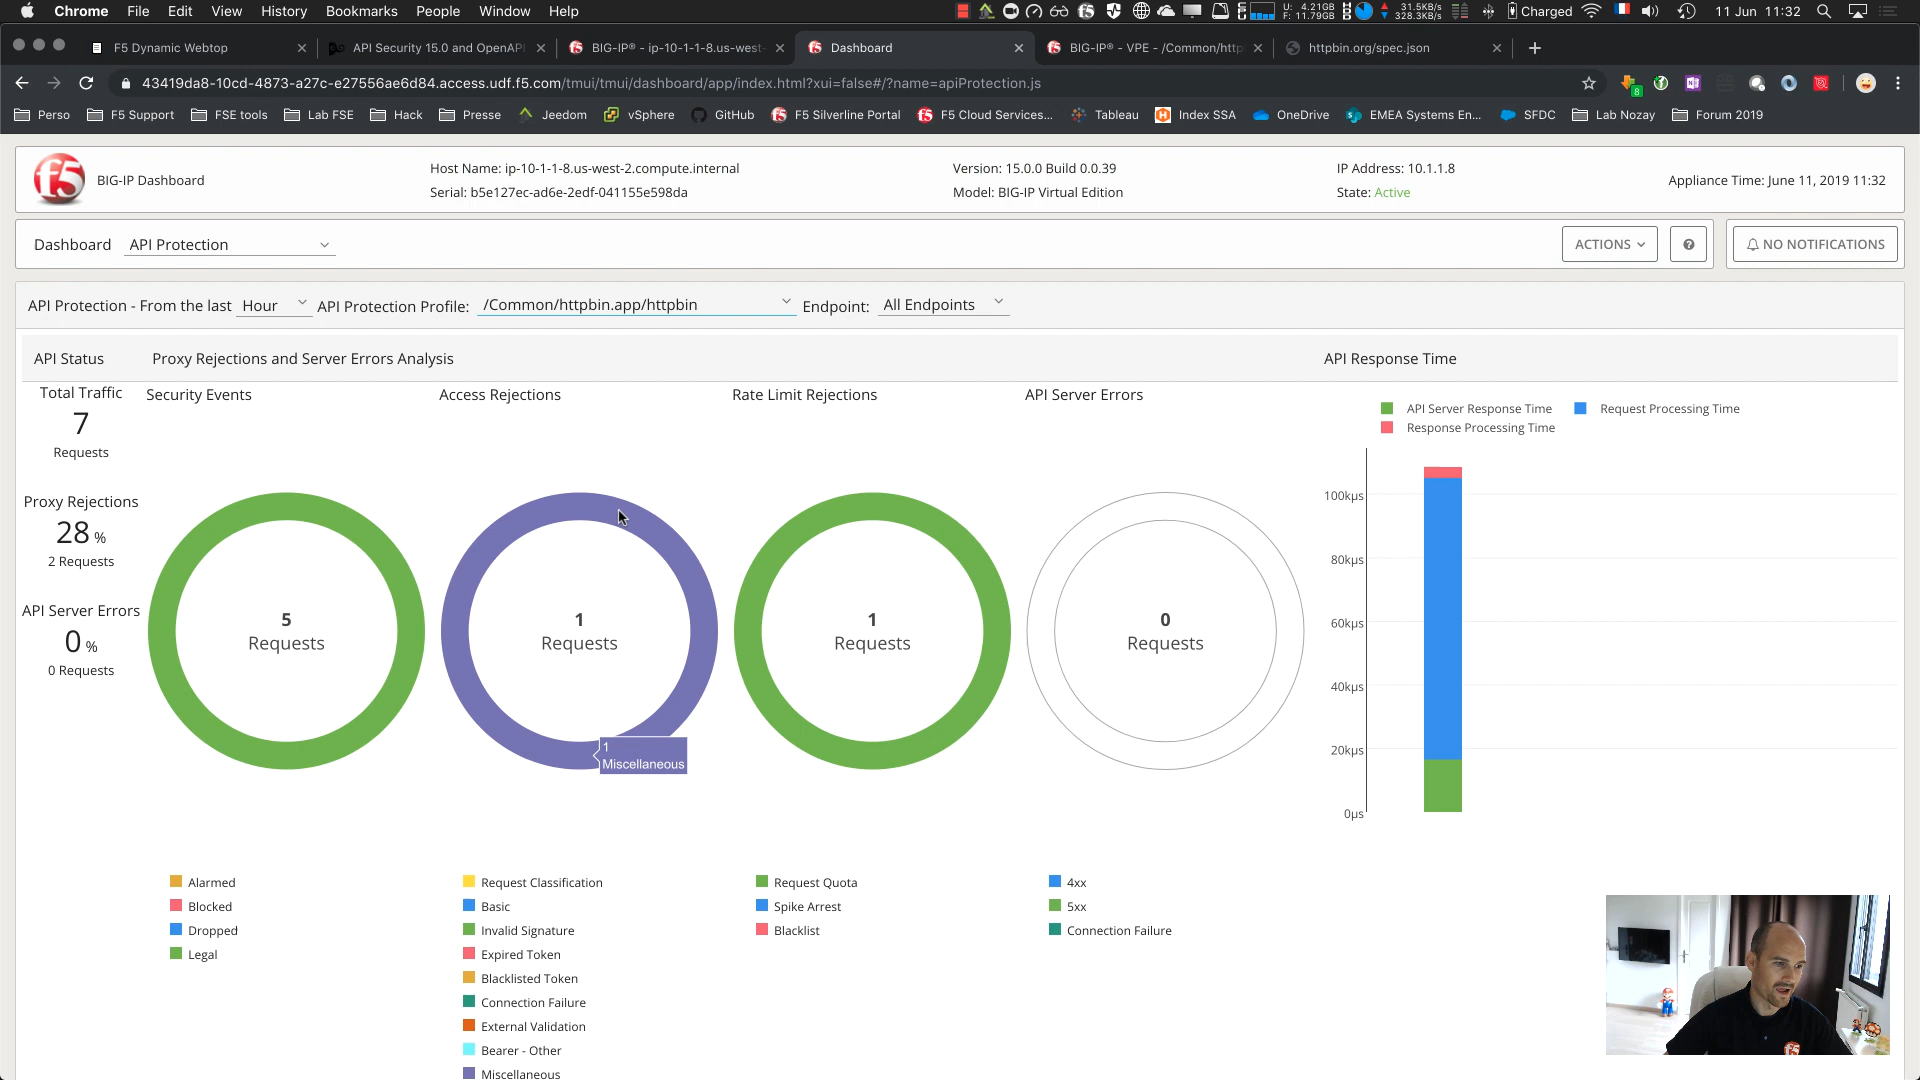 Chrome File Edit View History Bookmarks People Window Help
U: 4.21GB
F: 11.79GB
31.5KB/s
328.3KB/s
Charged
11 Jun 11:32
F5 Dynamic Webtop
API Security 15.0 and OpenAPI
BIG-IP® - ip-10-1-1-8.us-west-
Dashboard
BIG-IP® - VPE - /Common/http
httpbin.org/spec.json
43419da8-10cd-4873-a27c-e27556ae6d84.access.udf.f5.com/tmui/tmui/dashboard/app/index.html?xui=false#/?name=apiProtection.js
8
Perso F5 Support FSE tools Lab FSE Hack Presse Jeedom vSphere GitHub F5 Silverline Portal F5 Cloud Services... Tableau Index SSA OneDrive EMEA Systems En... SFDC Lab Nozay Forum 2019
f5
BIG-IP Dashboard
Host Name: ip-10-1-1-8.us-west-2.compute.internal
Serial: b5e127ec-ad6e-2edf-041155e598da
Version: 15.0.0 Build 0.0.39
Model: BIG-IP Virtual Edition
IP Address: 10.1.1.8
State: Active
Appliance Time: June 11, 2019 11:32
Dashboard API Protection
ACTIONS
?
NO NOTIFICATIONS
API Protection - From the last Hour API Protection Profile: /Common/httpbin.app/httpbin Endpoint: All Endpoints
API Status
Proxy Rejections and Server Errors Analysis
API Response Time
Total Traffic
7
Requests
Proxy Rejections
28 %
2 Requests
API Server Errors
0 %
0 Requests
Security Events
5
Requests
Alarmed
Blocked
Dropped
Legal
Access Rejections
1
Requests
1
Miscellaneous
Request Classification
Basic
Invalid Signature
Expired Token
Blacklisted Token
Connection Failure
External Validation
Bearer - Other
Miscellaneous
Rate Limit Rejections
1
Requests
Request Quota
Spike Arrest
Blacklist
API Server Errors
0
Requests
4xx
5xx
Connection Failure
API Server Response Time
Request Processing Time
Response Processing Time
100kµs
80kµs
60kµs
40kµs
20kµs
0µs